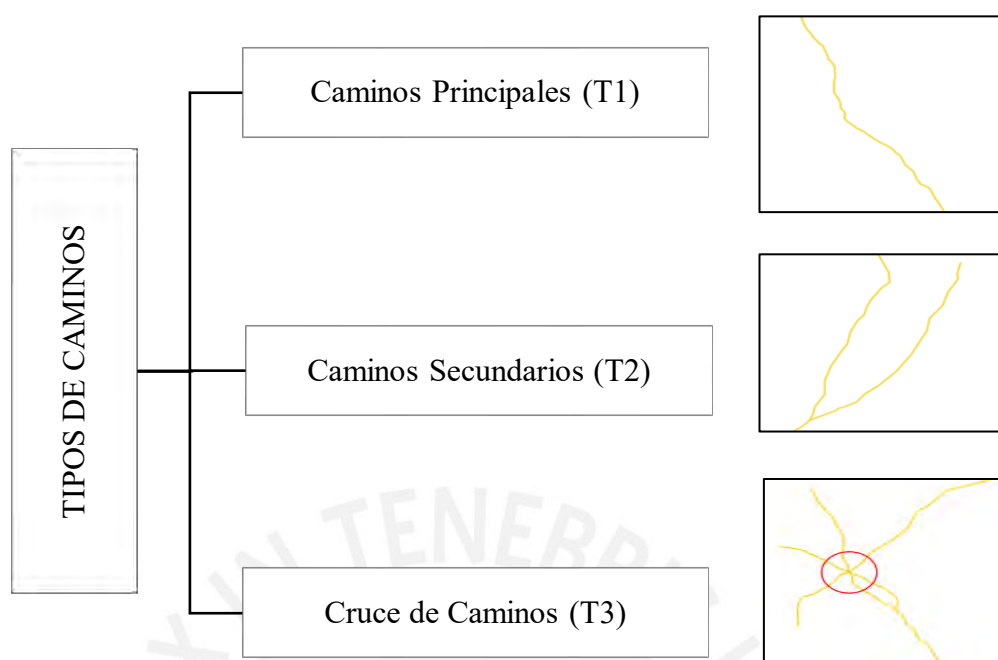 Caminos Principales (T1)
TIPOS DE CAMINOS
Caminos Secundarios (T2)
Cruce de Caminos (T3)